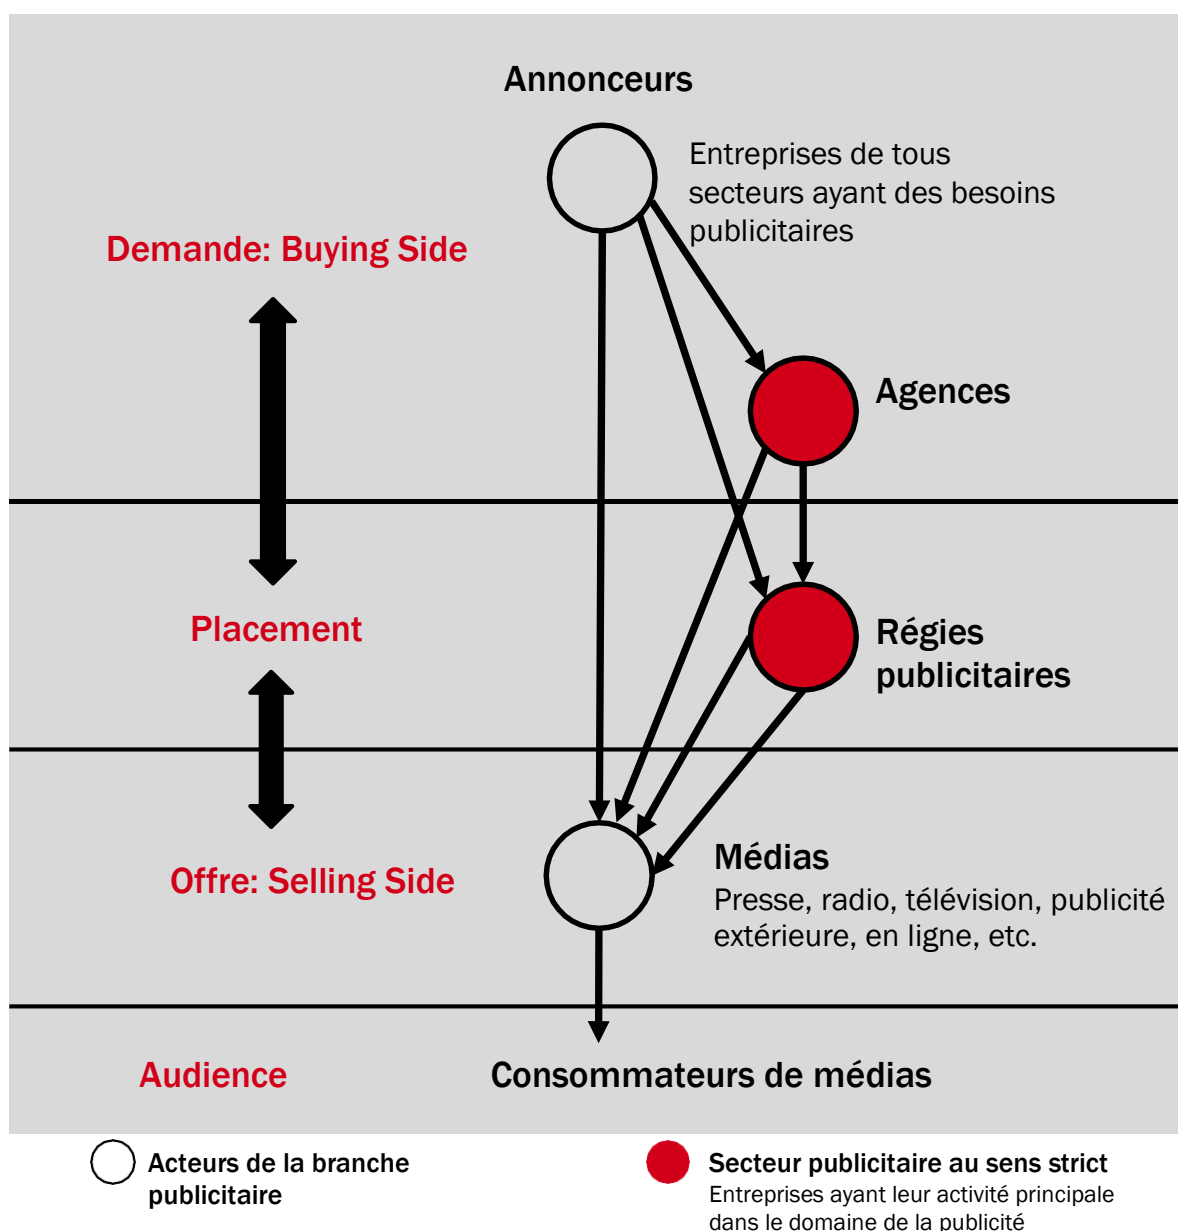 Annonceurs
Entreprises de tous
secteurs ayant des besoins
publicitaires
Demande: Buying Side
Agences
Placement
Régies
publicitaires
Offre: Selling Side
Médias
Presse, radio, télévision, publicité
extérieure, en ligne, etc.
Audience
Consommateurs de médias
Acteurs de la branche
publicitaire
Secteur publicitaire au sens strict
Entreprises ayant leur activité principale
dans le domaine de la publicité